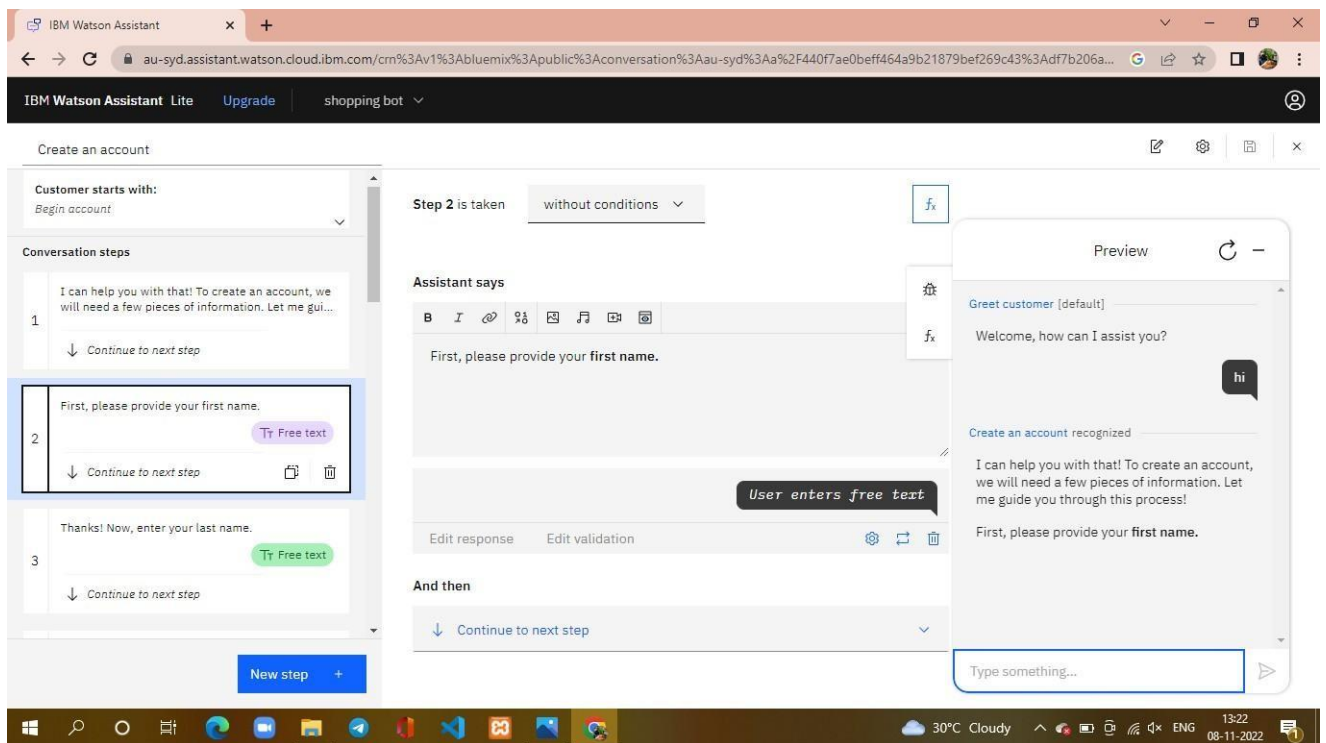 IBM Watson Assistant
au-syd.assistant.watson.cloud.ibm.com/crn%3Av1%3Abluemix%3Apublic%3Aconversation%3Aau-syd%3Aa%2F440f7ae0beff464a9b21879bef269c43%3Adf7b206a...
IBM Watson Assistant Lite Upgrade shopping bot
Create an account
Customer starts with:
Begin account
Conversation steps
1
I can help you with that! To create an account, we
will need a few pieces of information. Let me gui...
Continue to next step
2
First, please provide your first name.
Free text
Continue to next step
3
Thanks! Now, enter your last name.
Free text
Continue to next step
New step +
Step 2 is taken without conditions
fx
Assistant says
B I
fx
First, please provide your first name.
User enters free text
Edit response Edit validation
And then
Continue to next step
Preview
Greet customer [default]
Welcome, how can I assist you?
hi
Create an account recognized
I can help you with that! To create an account,
we will need a few pieces of information. Let
me guide you through this process!
First, please provide your first name.
Type something...
30°C Cloudy ENG 13:22
08-11-2022
1